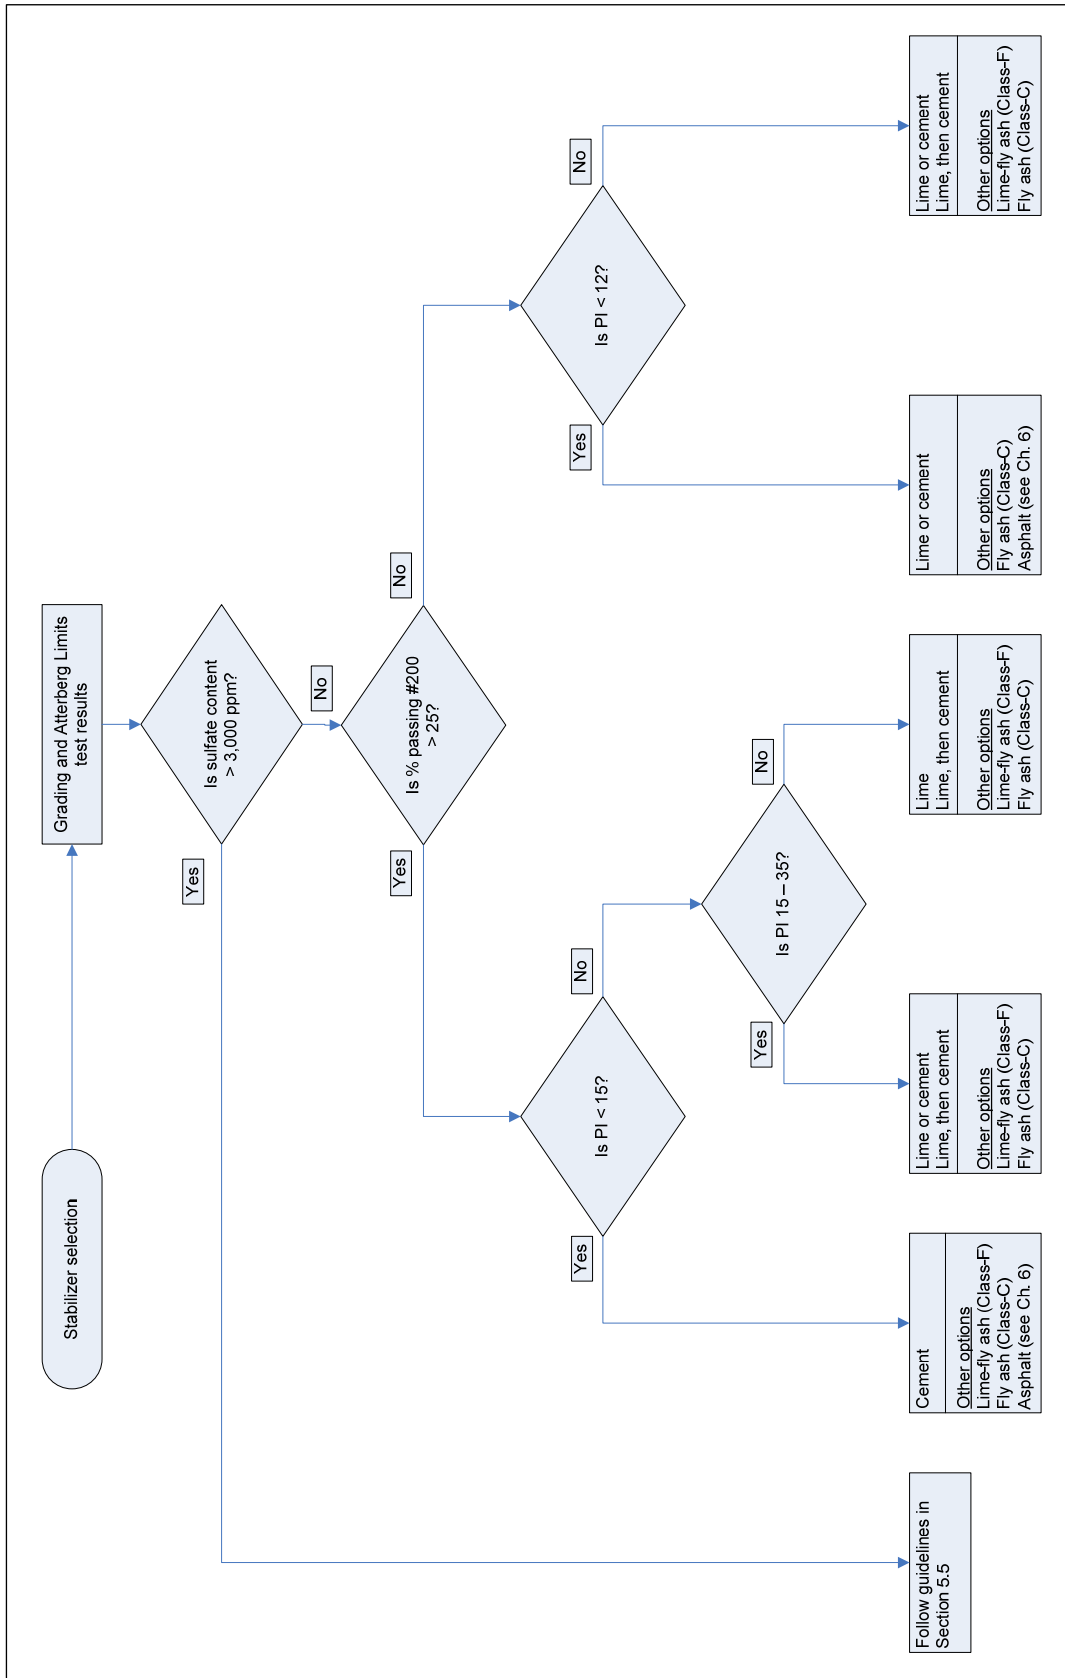 Stabilizer selection
Grading and Atterberg Limits
test results
Is sulfate content
> 3,000 ppm?
Yes
No
Is % passing #200
> 25?
Yes
No
Is PI < 15?
Yes
No
Is PI < 12?
Yes
No
Is PI 15 – 35?
Yes
No
Follow guidelines in
Section 5.5
Cement
Other options
Lime-fly ash (Class-F)
Fly ash (Class-C)
Asphalt (see Ch. 6)
Lime or cement
Lime, then cement
Other options
Lime-fly ash (Class-F)
Fly ash (Class-C)
Lime
Lime, then cement
Other options
Lime-fly ash (Class-F)
Fly ash (Class-C)
Lime or cement
Other options
Fly ash (Class-C)
Asphalt (see Ch. 6)
Lime or cement
Lime, then cement
Other options
Lime-fly ash (Class-F)
Fly ash (Class-C)